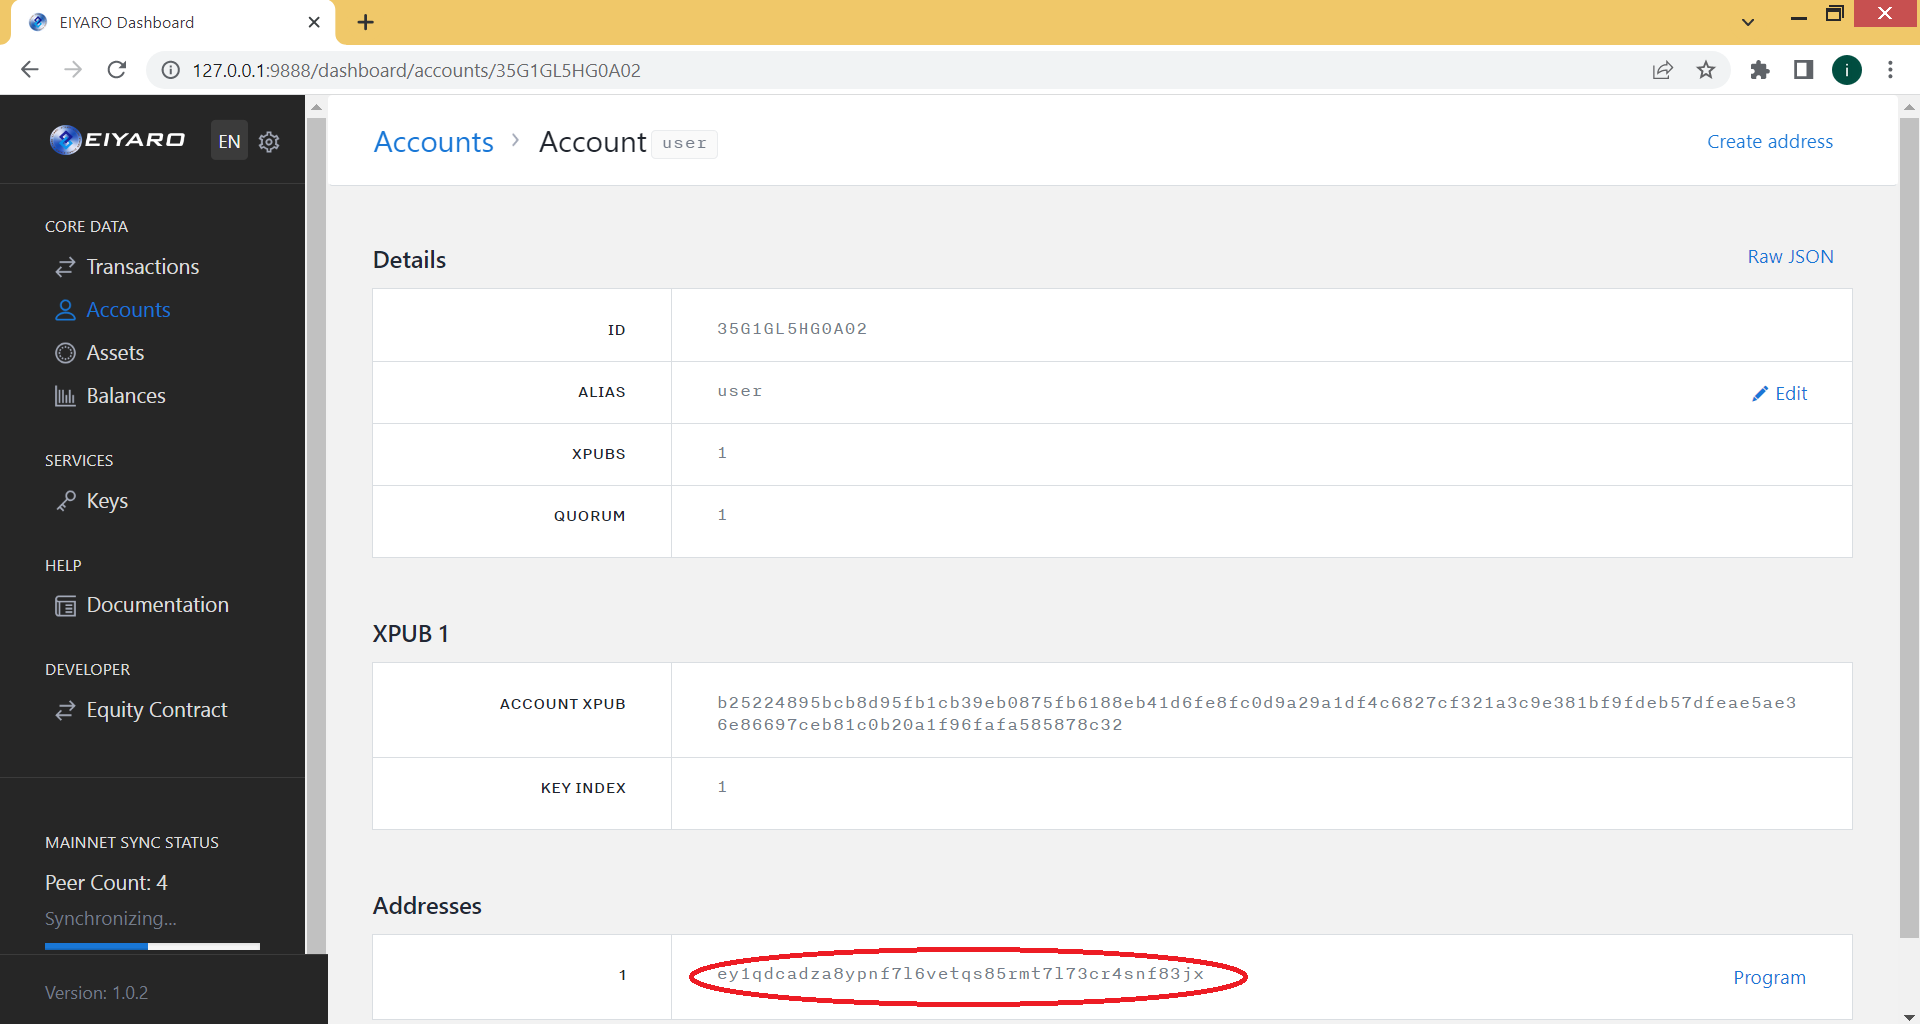 EIYARO Dashboard
127.0.0.1:9888/dashboard/accounts/35G1GL5HG0A02
i
EIYARO EN
CORE DATA
Transactions
Accounts
Assets
Balances
SERVICES
Keys
HELP
Documentation
DEVELOPER
Equity Contract
MAINNET SYNC STATUS
Peer Count: 4
Synchronizing...
Version: 1.0.2
Accounts > Account user
Create address
Details
Raw JSON
ID 35G1GL5HG0A02
ALIAS user Edit
XPUBS 1
QUORUM 1
XPUB 1
ACCOUNT XPUB b25224895bcb8d95fb1cb39eb0875fb6188eb41d6fe8fc0d9a29a1df4c6827cf321a3c9e381bf9fdeb57dfeae5ae3
6e86697ceb81c0b20a1f96fafa585878c32
KEY INDEX 1
Addresses
1 ey1qdcadza8ypnf7l6vetqs85rmt7l73cr4snf83jx Program